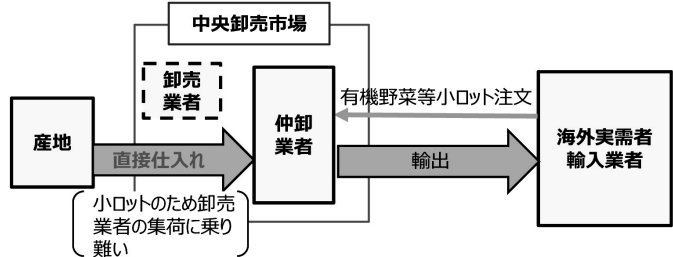 中央卸売市場
卸売
業者
仲卸
業者
産地
直接仕入れ
有機野菜等小ロット注文
輸出
海外実需者
輸入業者
小ロットのため卸売
業者の集荷に乗り
難い